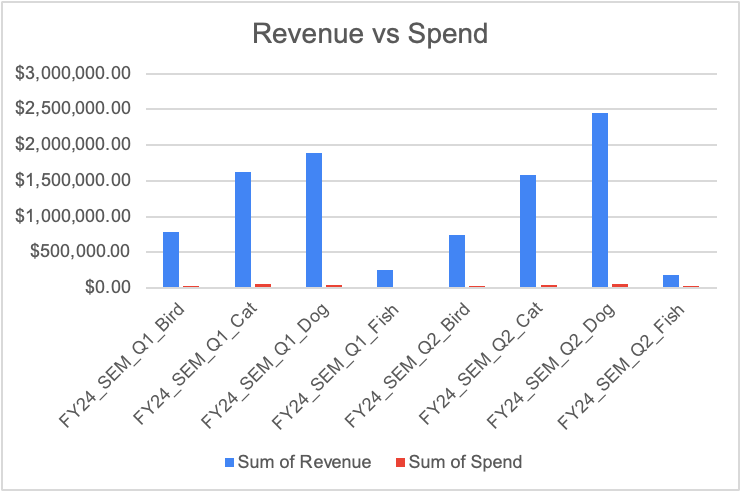 Revenue vs Spend
$3,000,000.00
$2,500,000.00
$2,000,000.00
$1,500,000.00
$1,000,000.00
$500,000.00
$0.00
FY24_SEM_Q1_Bird
FY24_SEM_Q1_Cat
FY24_SEM_Q1_Dog
FY24_SEM_Q1_Fish
FY24_SEM_Q2_Bird
FY24_SEM_Q2_Cat
FY24_SEM_Q2_Dog
FY24_SEM_Q2_Fish
Sum of Revenue Sum of Spend